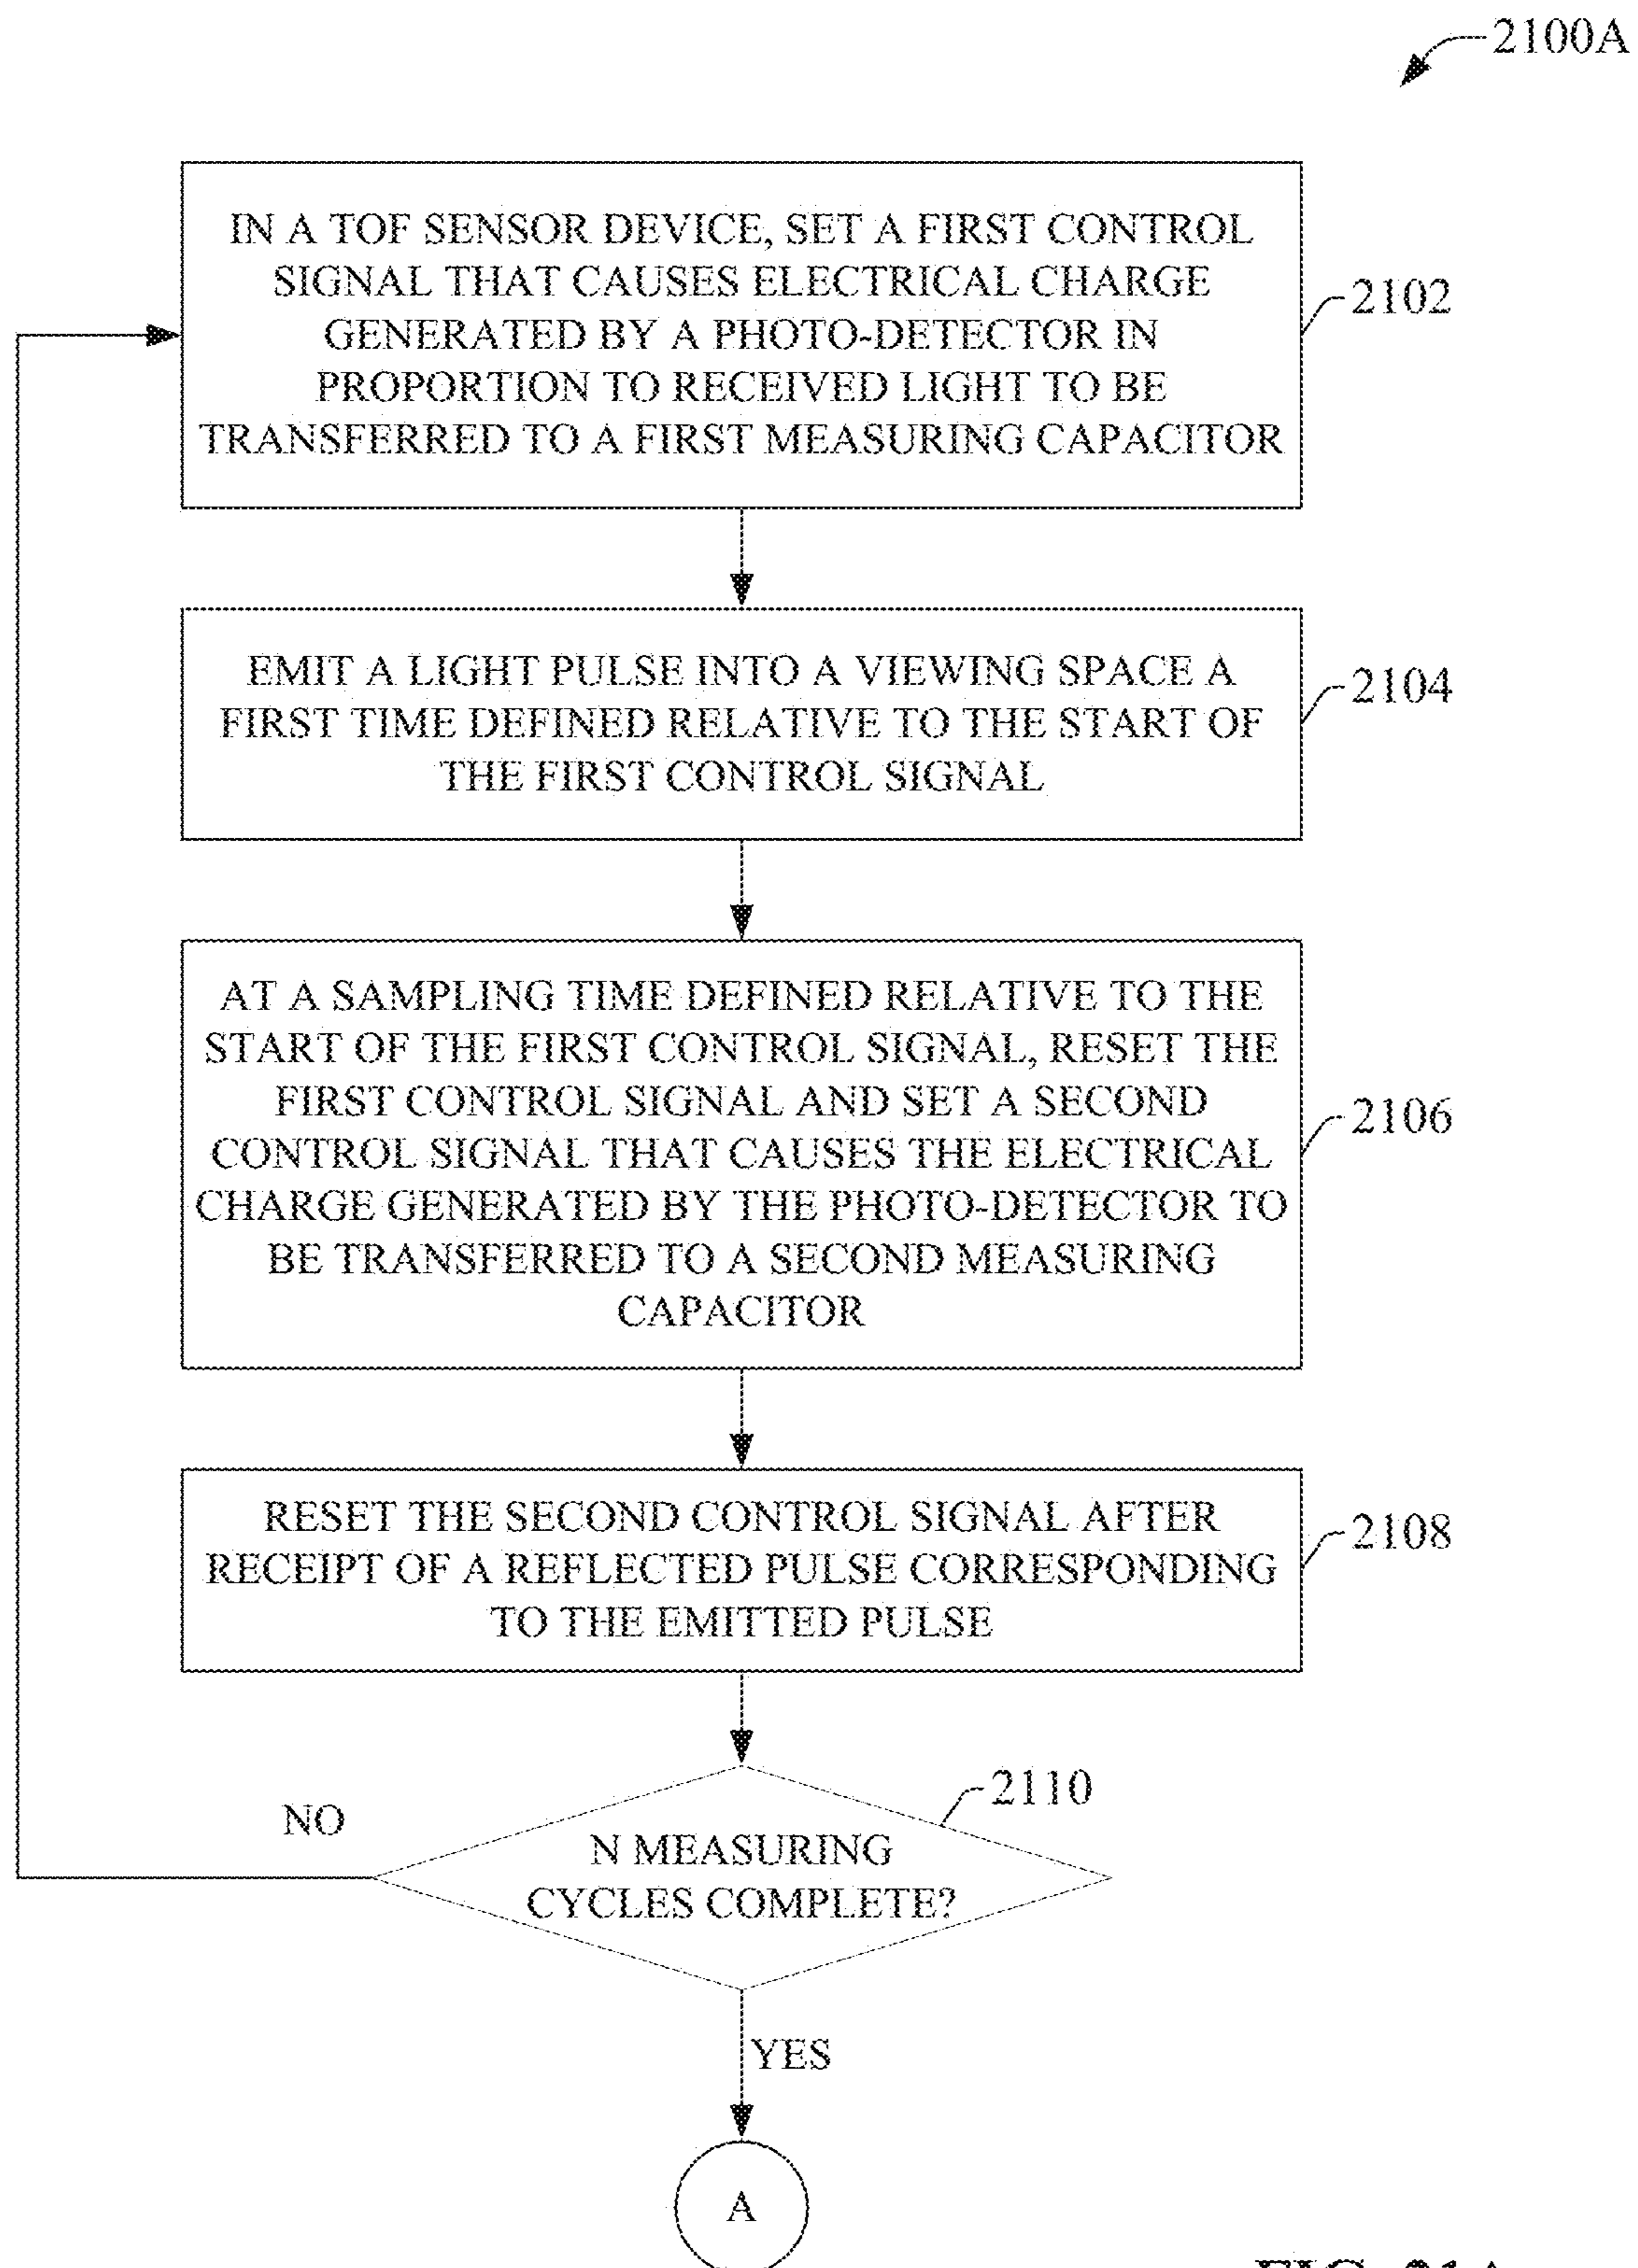 2100A
IN A TOF SENSOR DEVICE, SET A FIRST CONTROL
SIGNAL THAT CAUSES ELECTRICAL CHARGE
GENERATED BY A PHOTO-DETECTOR IN
PROPORTION TO RECEIVED LIGHT TO BE
TRANSFERRED TO A FIRST MEASURING CAPACITOR
2102
EMIT A LIGHT PULSE INTO A VIEWING SPACE A
FIRST TIME DEFINED RELATIVE TO THE START OF
THE FIRST CONTROL SIGNAL
2104
AT A SAMPLING TIME DEFINED RELATIVE TO THE
START OF THE FIRST CONTROL SIGNAL, RESET THE
FIRST CONTROL SIGNAL AND SET A SECOND
CONTROL SIGNAL THAT CAUSES THE ELECTRICAL
CHARGE GENERATED BY THE PHOTO-DETECTOR TO
BE TRANSFERRED TO A SECOND MEASURING
CAPACITOR
2106
RESET THE SECOND CONTROL SIGNAL AFTER
RECEIPT OF A REFLECTED PULSE CORRESPONDING
TO THE EMITTED PULSE
2108
2110
NO
N MEASURING
CYCLES COMPLETE?
YES
A